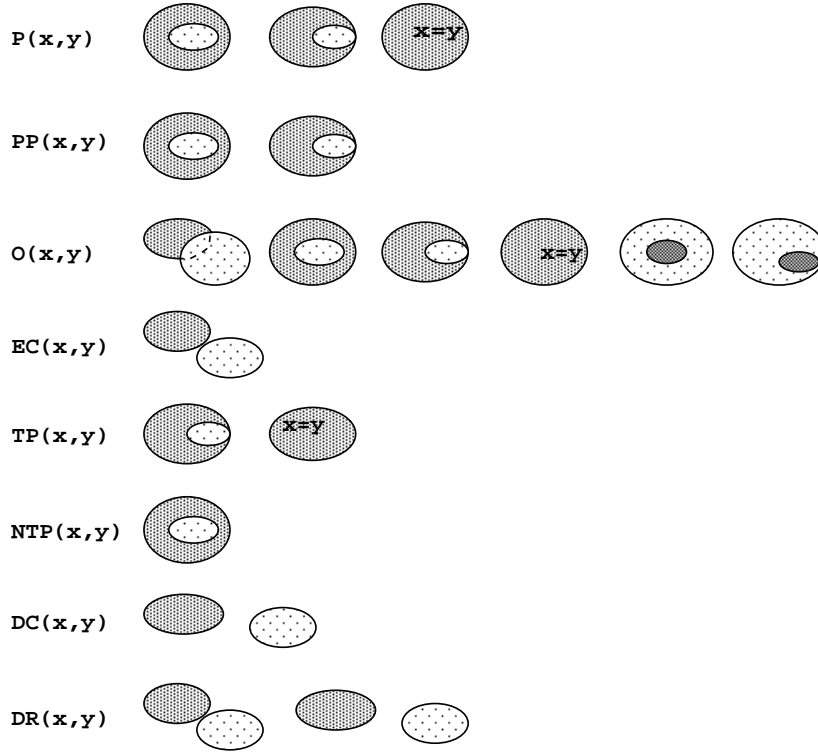 P(x,y) x=y
PP(x,y)
O(x,y) x=y
EC(x,y)
TP(x,y) x=y
NTP(x,y)
DC(x,y)
DR(x,y)